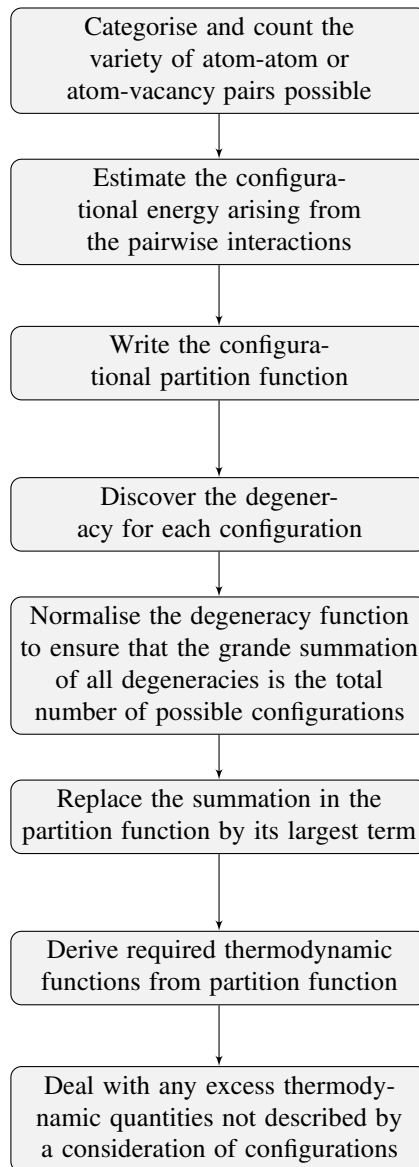 Categorise and count the
variety of atom-atom or
atom-vacancy pairs possible
Estimate the configura-
tional energy arising from
the pairwise interactions
Write the configura-
tional partition function
Discover the degener-
acy for each configuration
Normalise the degeneracy function
to ensure that the grande summation
of all degeneracies is the total
number of possible configurations
Replace the summation in the
partition function by its largest term
Derive required thermodynamic
functions from partition function
Deal with any excess thermody-
namic quantities not described by
a consideration of configurations